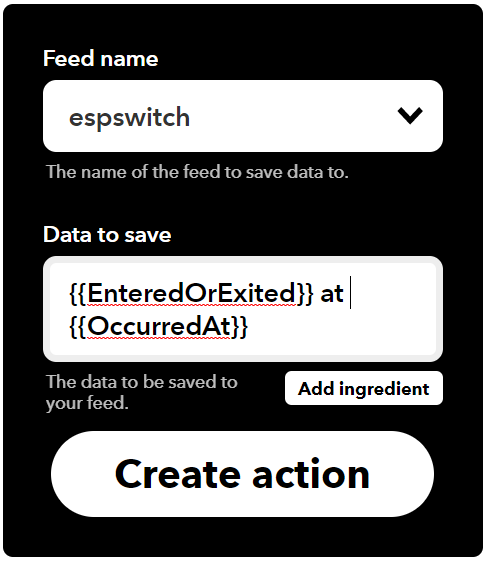 Feed name
espswitch
The name of the feed to save data to.
Data to save
{{EnteredOrExited}} at
{{OccurredAt}}
The data to be saved to
your feed.
Add ingredient
Create action